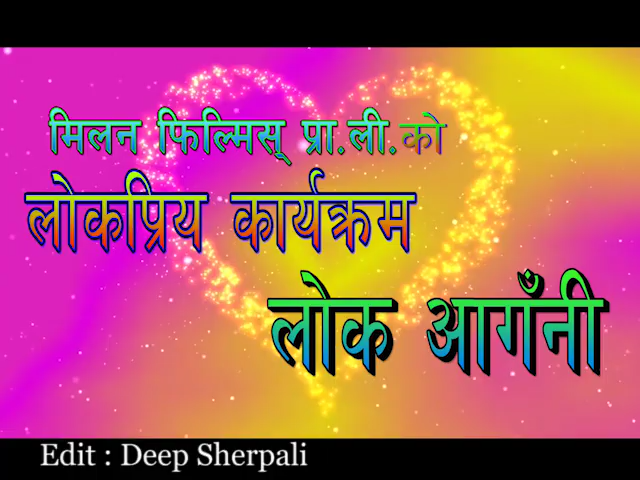 मिलन फिल्मिस् प्रा.ली.को
लोकप्रिय कार्यक्रम
लोक आगँनी
Edit : Deep Sherpali